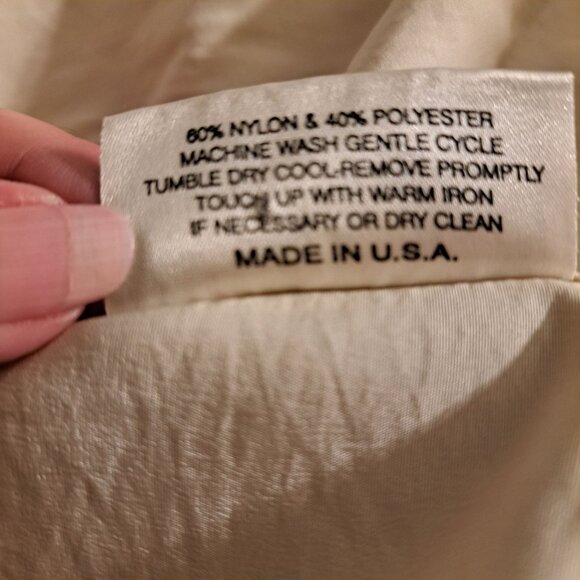 60% NYLON & 40% POLYESTER
MACHINE WASH GENTLE CYCLE
TUMBLE DRY COOL-REMOVE PROMPTLY
TOUCH UP WITH WARM IRON
IF NECESSARY OR DRY CLEAN
MADE IN U.S.A.